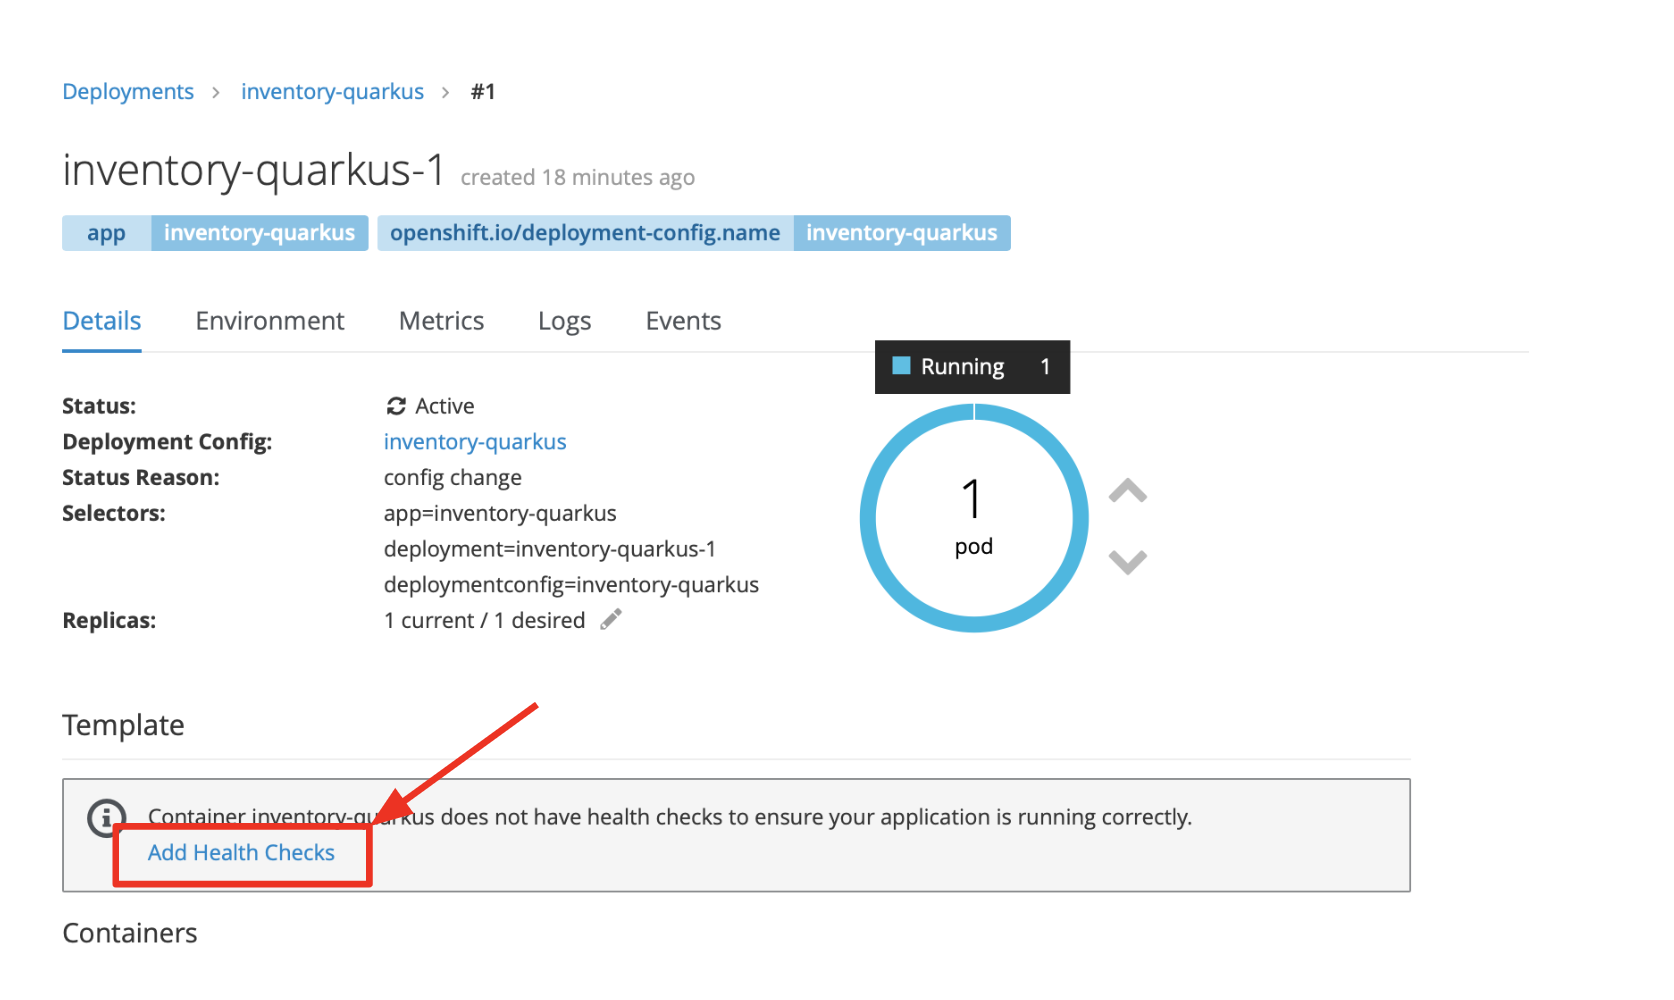 Deployments > inventory-quarkus > #1
inventory-quarkus-1 created 18 minutes ago
app inventory-quarkus openshift.io/deployment-config.name inventory-quarkus
Details Environment Metrics Logs Events
Running 1
Status: Active
Deployment Config: inventory-quarkus
Status Reason: config change
Selectors: app=inventory-quarkus
deployment=inventory-quarkus-1
deploymentconfig=inventory-quarkus
Replicas: 1 current / 1 desired
1
pod
Template
Container inventory-quarkus does not have health checks to ensure your application is running correctly.
Add Health Checks
Containers